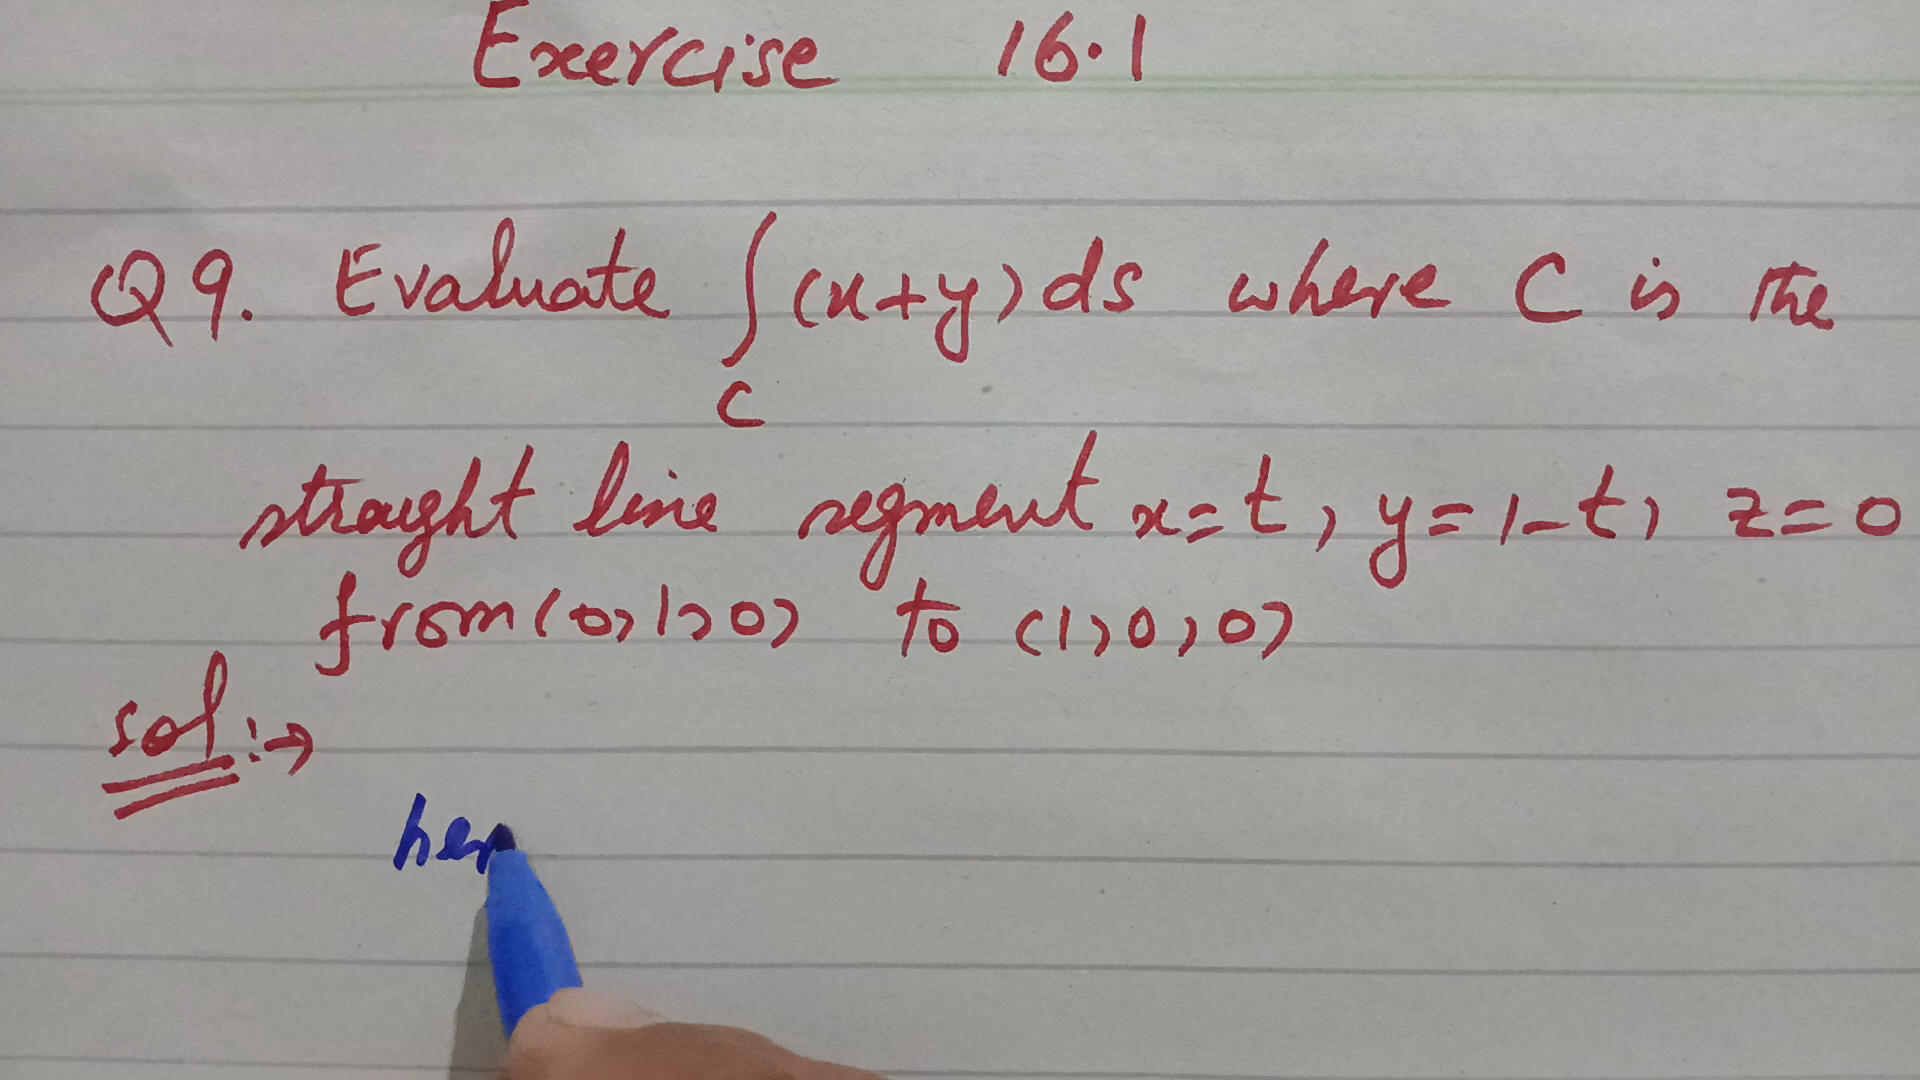 Exercise 16.1
Q9. Evaluate ∫ (x+y) ds where C is the
C
straight line segment x=t, y=1-t, z=0
from (0,1,0) to (1,0,0)
sol:→
her